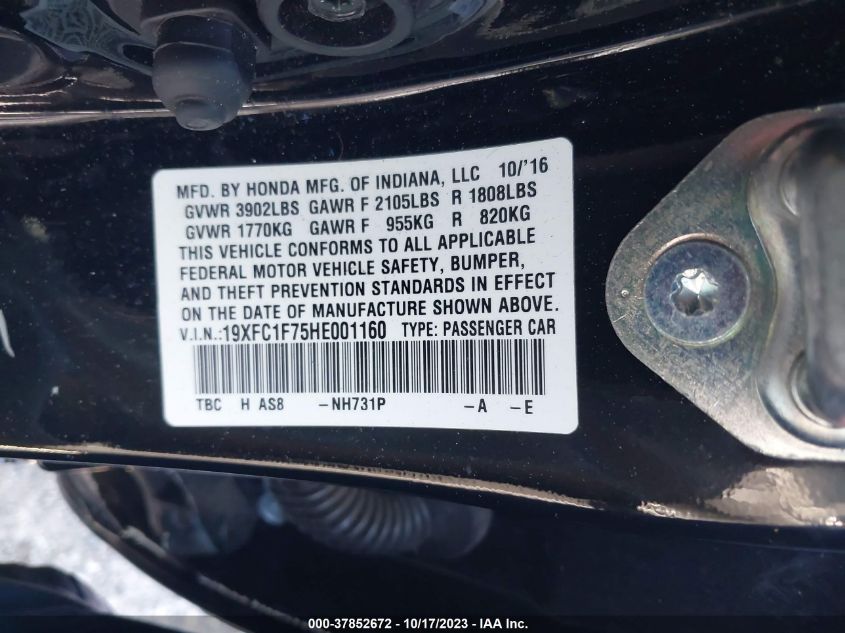 MFD. BY HONDA MFG. OF INDIANA, LLC 10/'16
GVWR 3902LBS GAWR F 2105LBS R 1808LBS
GVWR 1770KG GAWR F 955KG R 820KG
THIS VEHICLE CONFORMS TO ALL APPLICABLE
FEDERAL MOTOR VEHICLE SAFETY, BUMPER,
AND THEFT PREVENTION STANDARDS IN EFFECT
ON THE DATE OF MANUFACTURE SHOWN ABOVE.
V.I.N.:19XFC1F75HE001160 TYPE: PASSENGER CAR
TBC H AS8 -NH731P -A -E
000-37852672 - 10/17/2023 - IAA Inc.